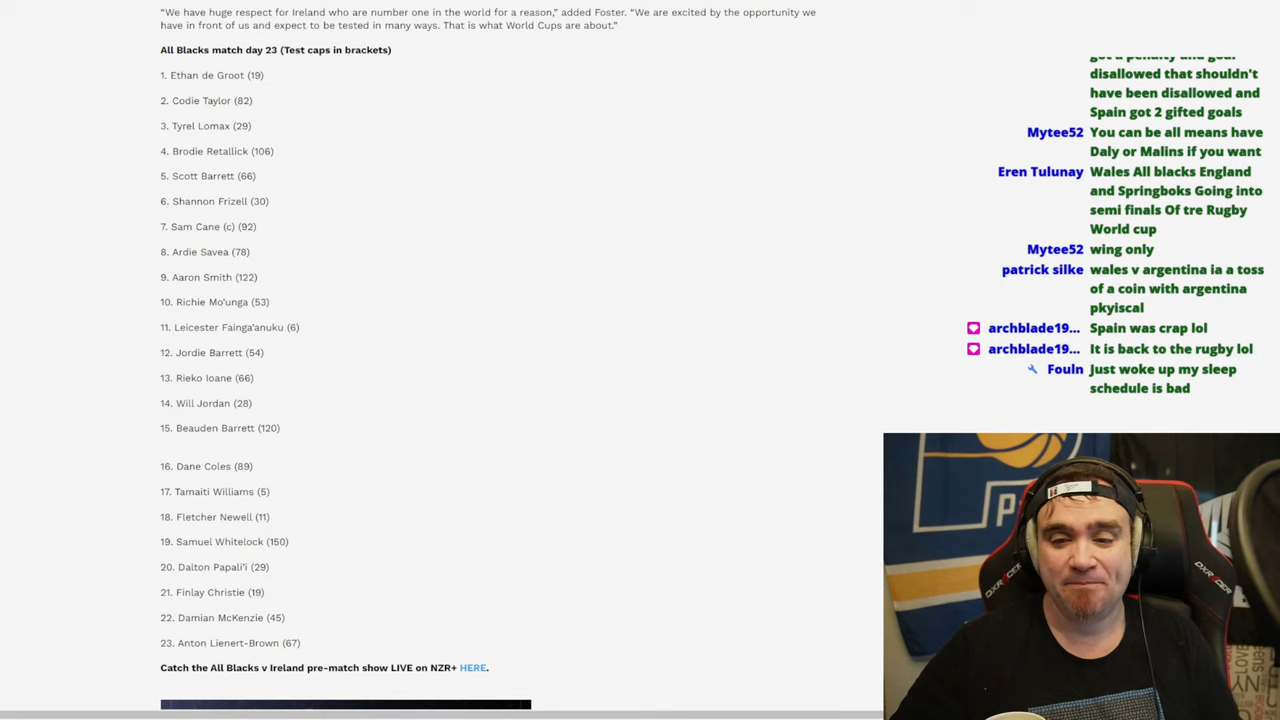 “We have huge respect for Ireland who are number one in the world for a reason,” added Foster. “We are excited by the opportunity we
have in front of us and expect to be tested in many ways. That is what World Cups are about.”
All Blacks match day 23 (Test caps in brackets)
1. Ethan de Groot (19)
2. Codie Taylor (82)
3. Tyrel Lomax (29)
4. Brodie Retallick (106)
5. Scott Barrett (66)
6. Shannon Frizell (30)
7. Sam Cane (c) (92)
8. Ardie Savea (78)
9. Aaron Smith (122)
10. Richie Mo’unga (53)
11. Leicester Fainga’anuku (6)
12. Jordie Barrett (54)
13. Rieko Ioane (66)
14. Will Jordan (28)
15. Beauden Barrett (120)
16. Dane Coles (89)
17. Tamaiti Williams (5)
18. Fletcher Newell (11)
19. Samuel Whitelock (150)
20. Dalton Papali’i (29)
21. Finlay Christie (19)
22. Damian McKenzie (45)
23. Anton Lienert-Brown (67)
Catch the All Blacks v Ireland pre-match show LIVE on NZR+ HERE.
got a penalty and goal
disallowed that shouldn't
have been disallowed and
Spain got 2 gifted goals
Mytee52 You can be all means have
Daly or Malins if you want
Eren Tulunay Wales All blacks England
and Springboks Going into
semi finals Of tre Rugby
World cup
Mytee52 wing only
patrick silke wales v argentina ia a toss
of a coin with argentina
pkyiscal
archblade19... Spain was crap lol
archblade19... It is back to the rugby lol
Fouln Just woke up my sleep
schedule is bad
DXRACER